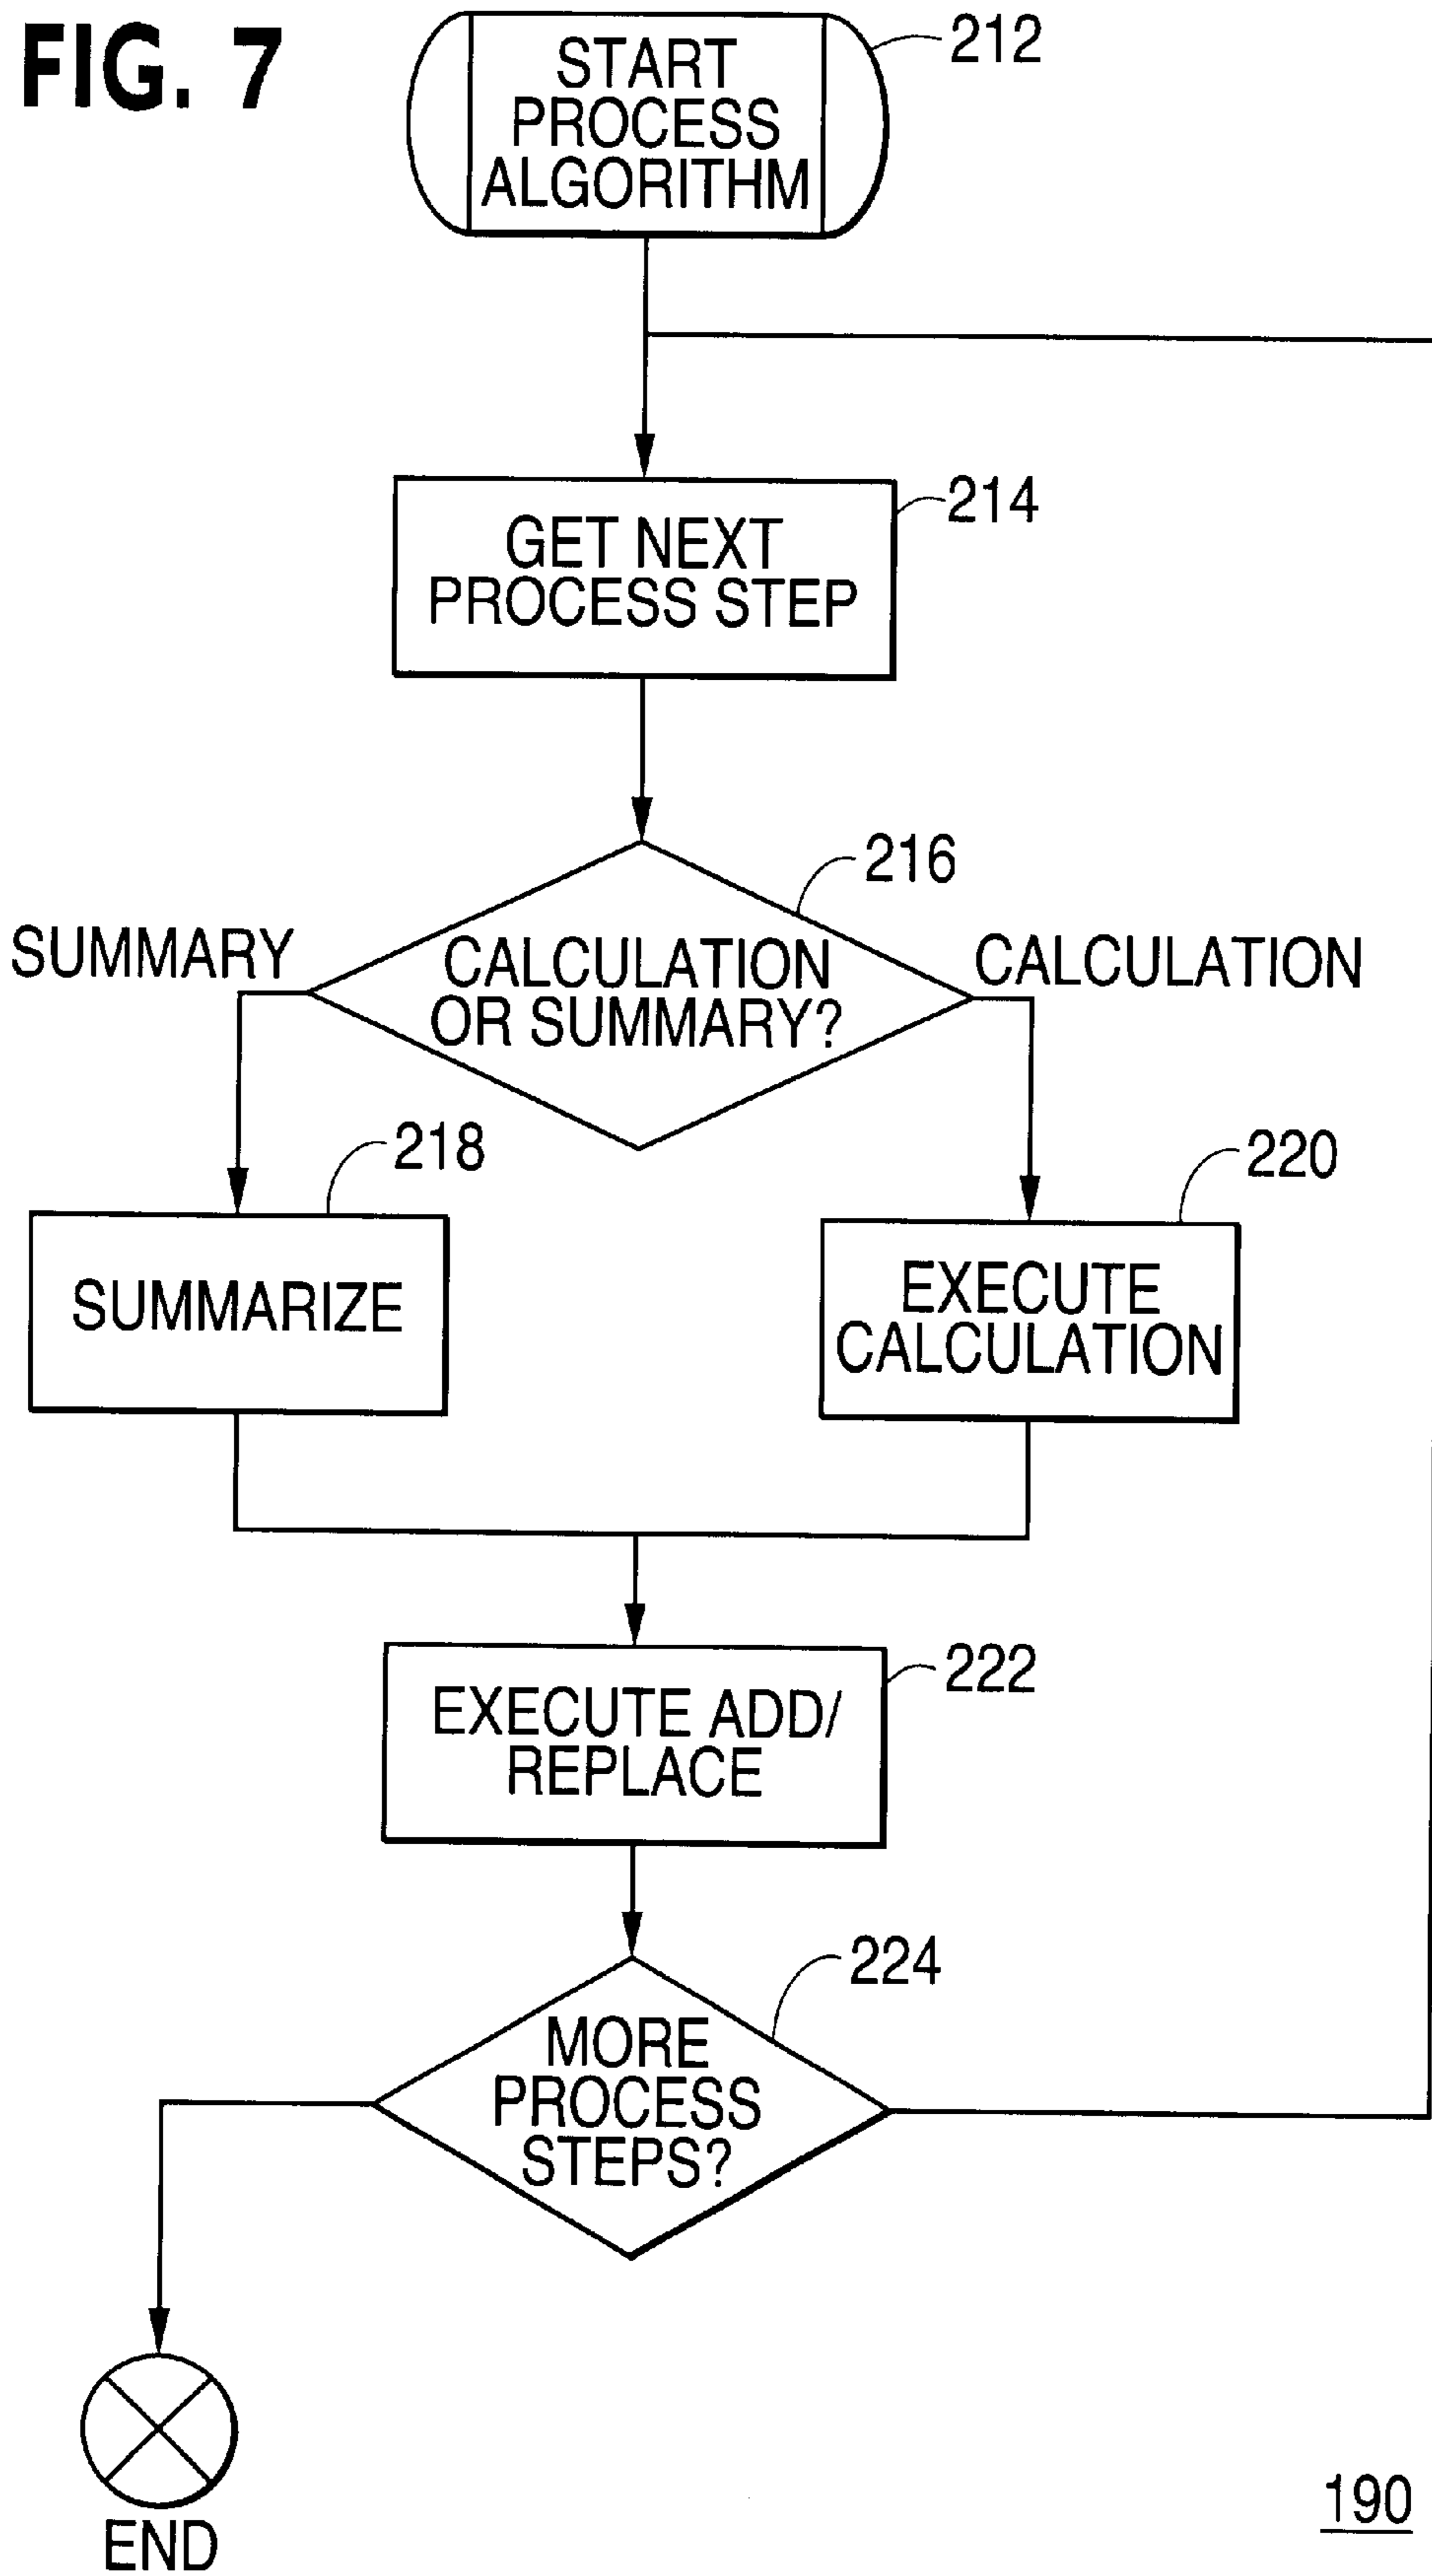 FIG. 7
START
PROCESS
ALGORITHM
212
GET NEXT
PROCESS STEP
214
216
SUMMARY
CALCULATION
OR SUMMARY?
CALCULATION
218
220
SUMMARIZE
EXECUTE
CALCULATION
222
EXECUTE ADD/
REPLACE
224
MORE
PROCESS
STEPS?
END
190